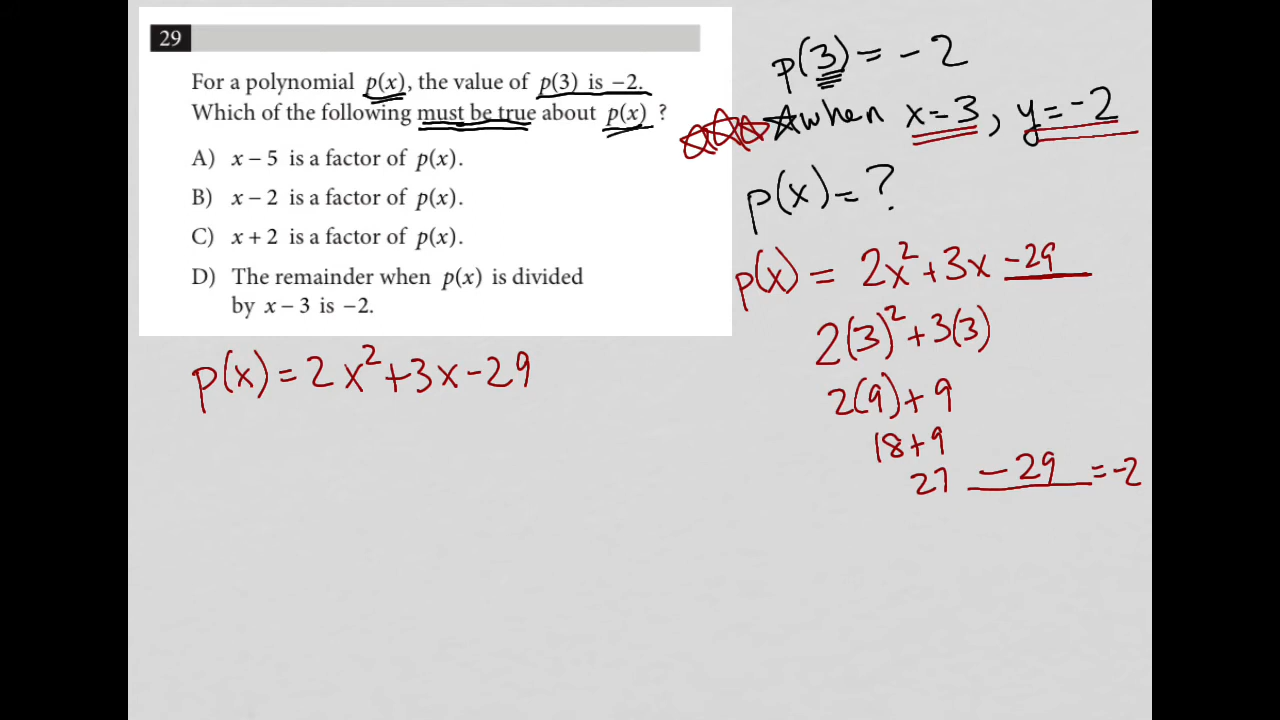 29
For a polynomial p(x), the value of p(3) is −2.
Which of the following must be true about p(x) ?
A) x − 5 is a factor of p(x).
B) x − 2 is a factor of p(x).
C) x + 2 is a factor of p(x).
D) The remainder when p(x) is divided
by x − 3 is −2.
p(x) = 2x² + 3x - 29
p(3) = -2
when x = 3, y = -2
p(x) = ?
p(x) = 2x² + 3x -29
2(3)² + 3(3)
2(9) + 9
18 + 9
27 - 29 = -2